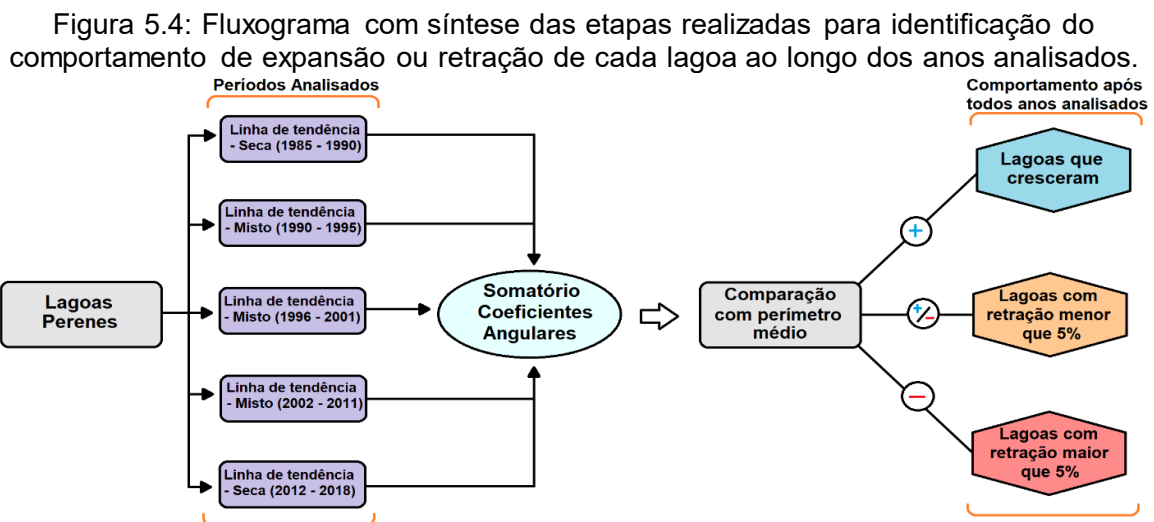 Figura 5.4: Fluxograma com síntese das etapas realizadas para identificação do
comportamento de expansão ou retração de cada lagoa ao longo dos anos analisados.
Períodos Analisados
Comportamento após
todos anos analisados
Lagoas
Perenes
Linha de tendência
- Seca (1985 - 1990)
Linha de tendência
- Misto (1990 - 1995)
Linha de tendência
- Misto (1996 - 2001)
Linha de tendência
- Misto (2002 - 2011)
Linha de tendência
- Seca (2012 - 2018)
Somatório
Coeficientes
Angulares
Comparação
com perímetro
médio
+
+/-
−
Lagoas que
cresceram
Lagoas com
retração menor
que 5%
Lagoas com
retração maior
que 5%